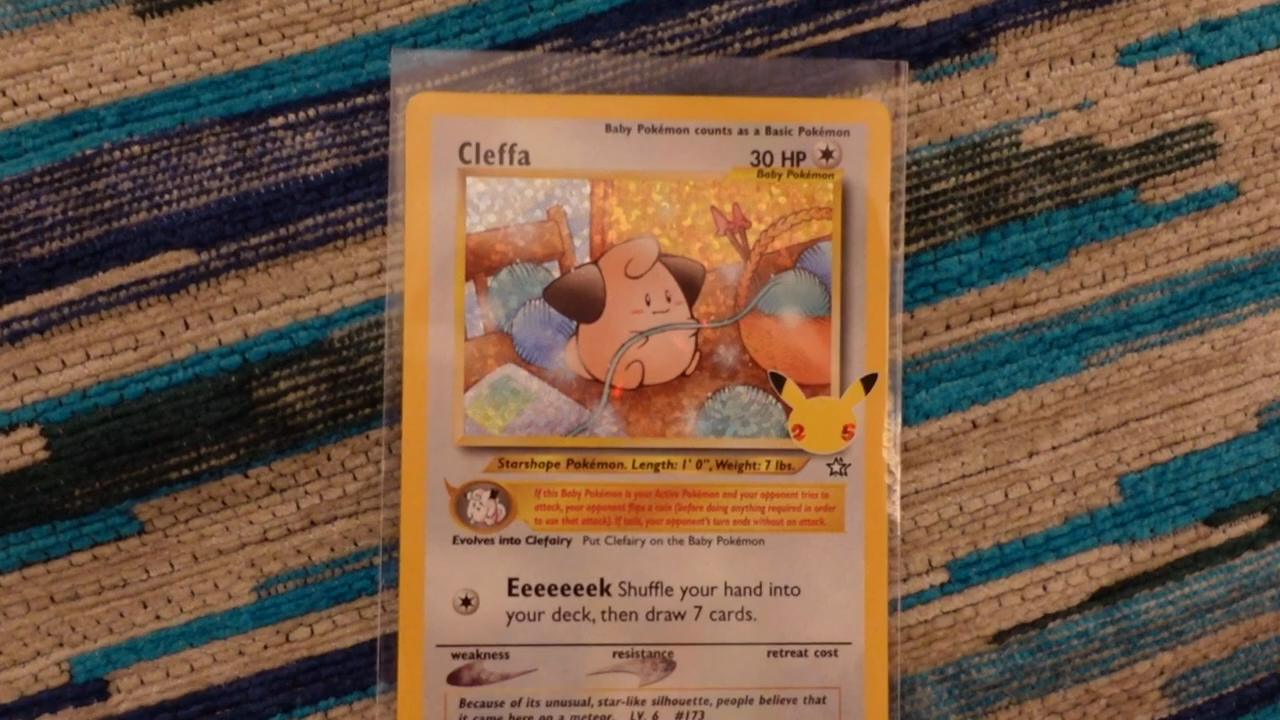 Baby Pokémon counts as a Basic Pokémon
Cleffa
30 HP
Baby Pokémon
2 5
Starshape Pokémon. Length: 1' 0", Weight: 7 lbs.
If this Baby Pokémon is your Active Pokémon and your opponent tries to
attack, your opponent flips a coin (before doing anything required in order
to use that attack). If tails, your opponent's turn ends without an attack.
Evolves into Clefairy Put Clefairy on the Baby Pokémon
Eeeeeeek Shuffle your hand into
your deck, then draw 7 cards.
weakness resistance retreat cost
Because of its unusual, star-like silhouette, people believe that
it came here on a meteor. LV. 6 #173